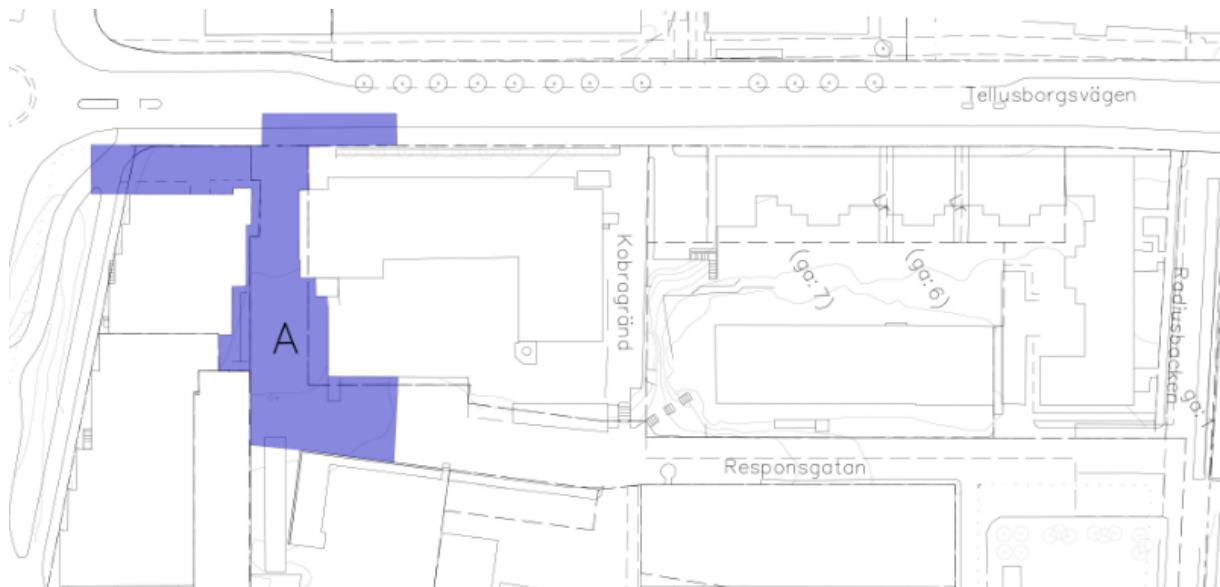 Tellusborgsvägen
A
Kobragränd
(ga: 7)
(ga: 6)
Radiusbacken
ga: 1
Responsgatan